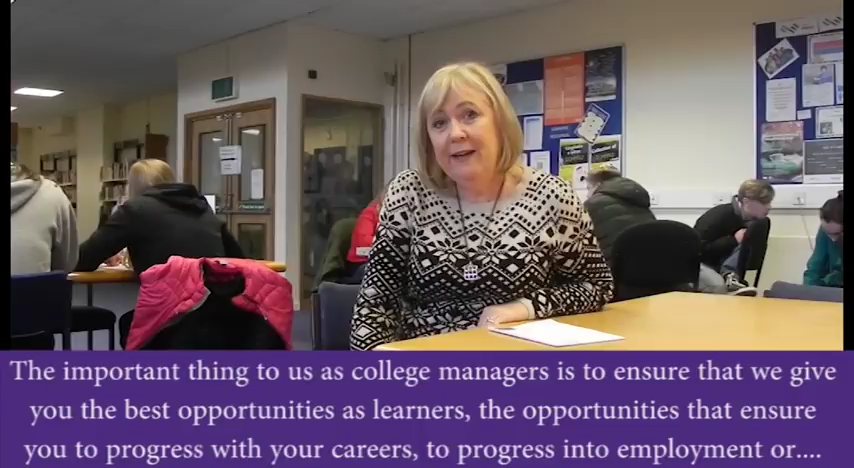 The important thing to us as college managers is to ensure that we give
you the best opportunities as learners, the opportunities that ensure
you to progress with your careers, to progress into employment or....